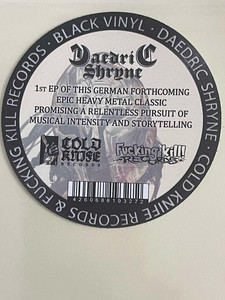 BLACK VINYL · DAEDRIC SHRYNE · COLD KNIFE RECORDS & FUCKING KILL RECORDS ·
Daedric
Shryne
1ST EP OF THIS GERMAN FORTHCOMING
EPIC HEAVY METAL CLASSIC
PROMISING A RELENTLESS PURSUIT OF
MUSICAL INTENSITY AND STORYTELLING
COLD
KNIFE
RECORDS
Fucking Kill!
RECORDS
4260686193272